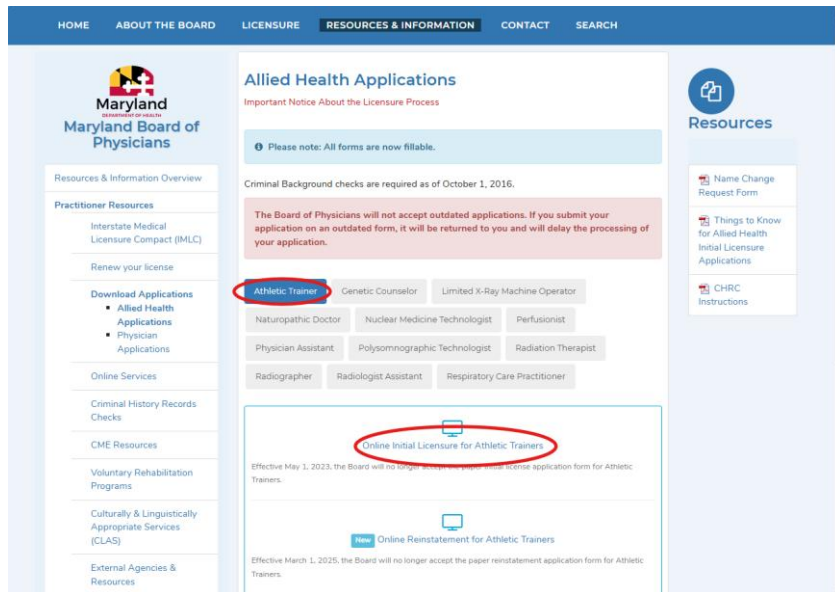 HOME ABOUT THE BOARD LICENSURE RESOURCES & INFORMATION CONTACT SEARCH
Maryland
DEPARTMENT OF HEALTH
Maryland Board of
Physicians
Resources & Information Overview
Practitioner Resources
Interstate Medical
Licensure Compact (IMLC)
Renew your license
Download Applications
Allied Health
Applications
Physician
Applications
Online Services
Criminal History Records
Checks
CME Resources
Voluntary Rehabilitation
Programs
Culturally & Linguistically
Appropriate Services
(CLAS)
External Agencies &
Resources
Allied Health Applications
Important Notice About the Licensure Process
Please note: All forms are now fillable.
Criminal Background checks are required as of October 1, 2016.
The Board of Physicians will not accept outdated applications. If you submit your
application on an outdated form, it will be returned to you and will delay the processing of
your application.
Athletic Trainer Genetic Counselor Limited X-Ray Machine Operator
Naturopathic Doctor Nuclear Medicine Technologist Perfusionist
Physician Assistant Polysomnographic Technologist Radiation Therapist
Radiographer Radiologist Assistant Respiratory Care Practitioner
Online Initial Licensure for Athletic Trainers
Effective May 1, 2023, the Board will no longer accept the paper initial license application form for Athletic
Trainers.
New Online Reinstatement for Athletic Trainers
Effective March 1, 2025, the Board will no longer accept the paper reinstatement application form for Athletic
Trainers.
Resources
Name Change
Request Form
Things to Know
for Allied Health
Initial Licensure
Applications
CHRC
Instructions